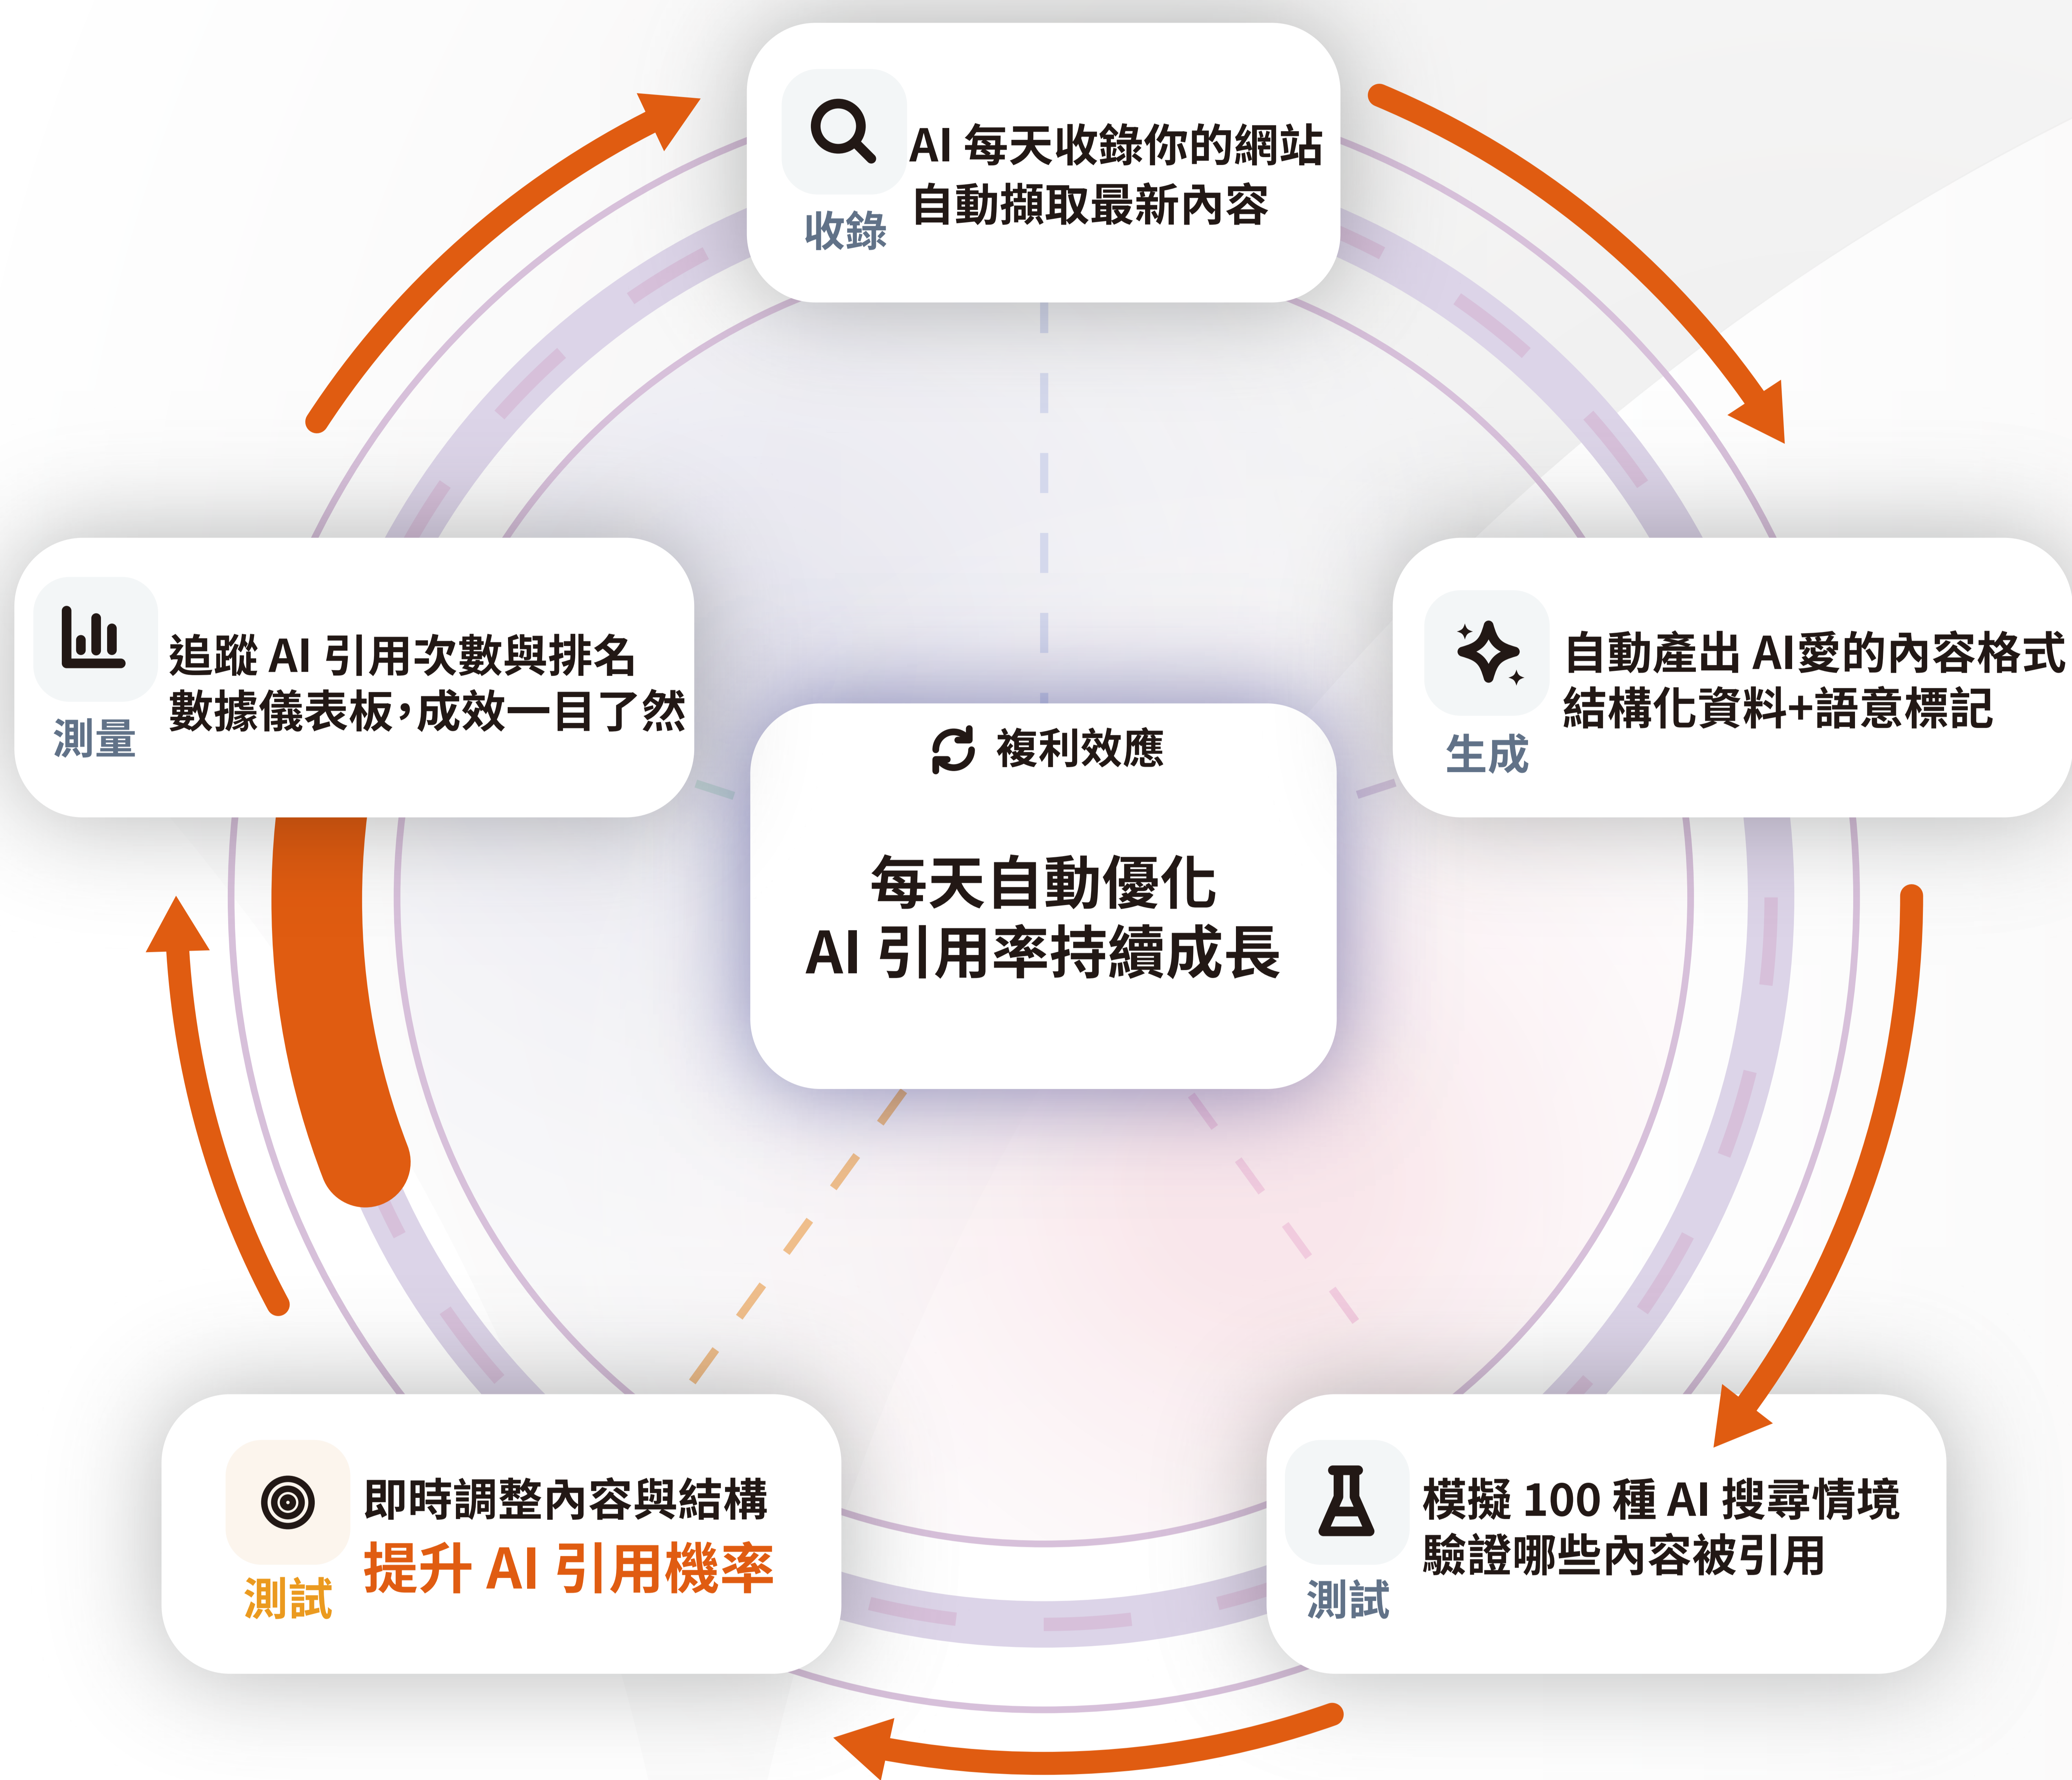 AI 每天收錄你的網站
自動擷取最新內容
收錄
自動產出 AI愛的內容格式
結構化資料+語意標記
生成
模擬 100 種 AI 搜尋情境
驗證哪些內容被引用
測試
即時調整內容與結構
提升 AI 引用機率
測試
追蹤 AI 引用次數與排名
數據儀表板，成效一目了然
測量
複利效應
每天自動優化
AI 引用率持續成長